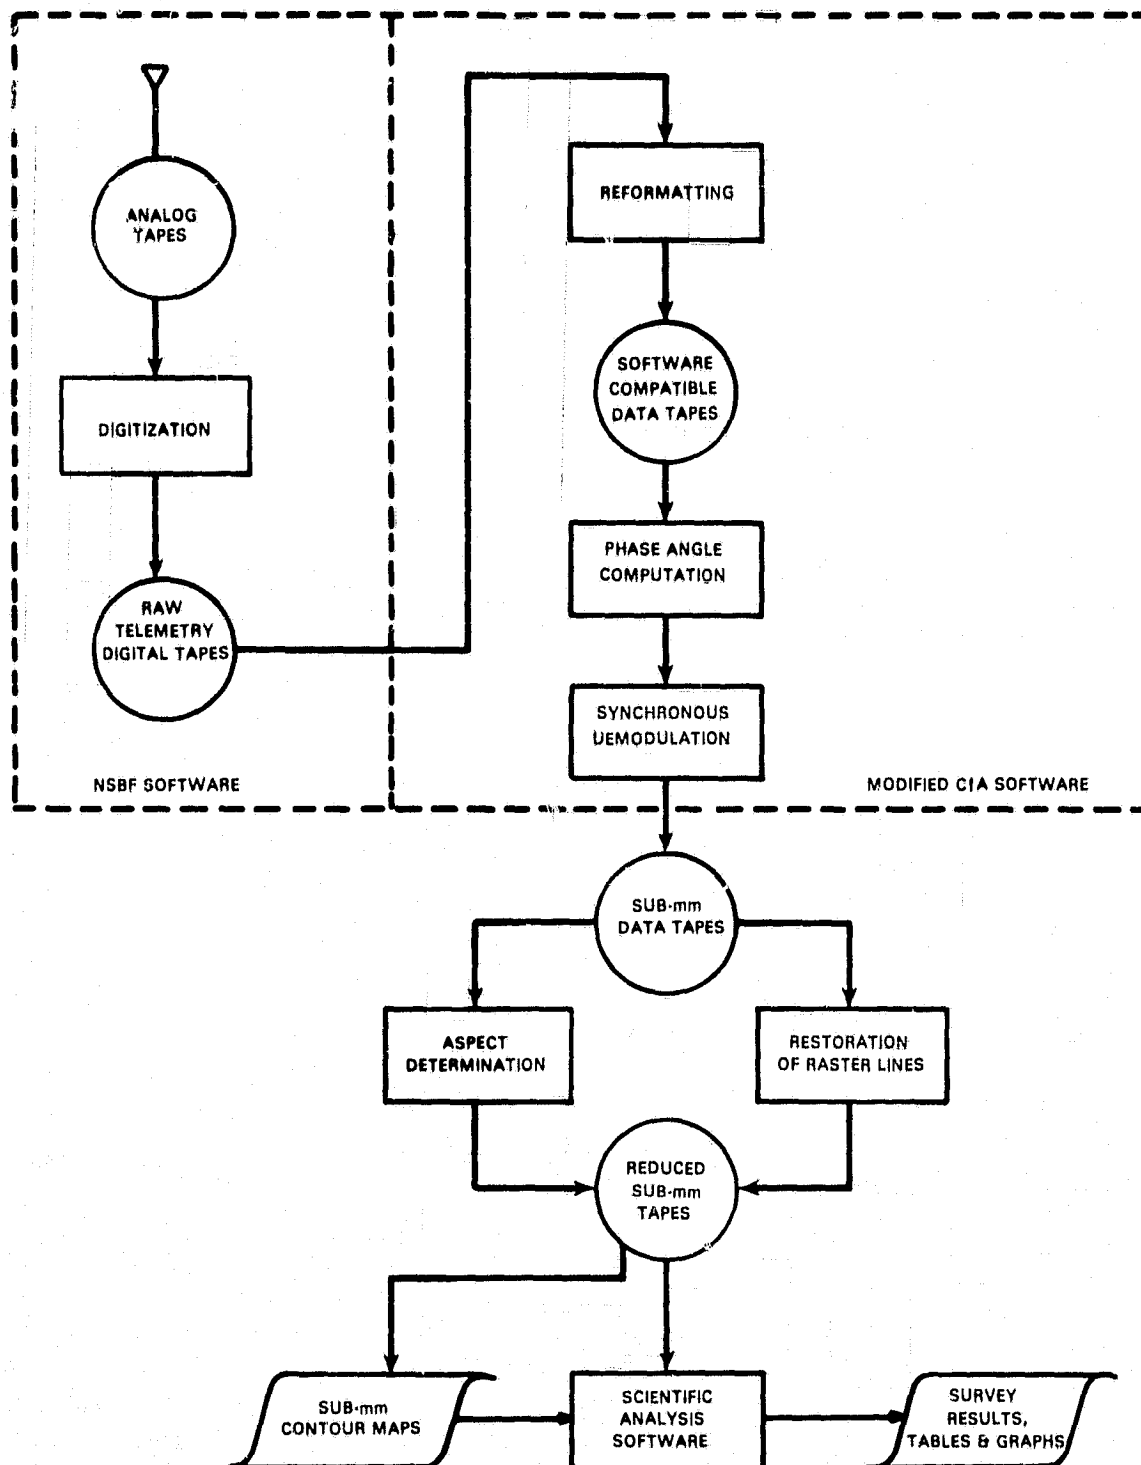 ANALOG
TAPES
DIGITIZATION
RAW
TELEMETRY
DIGITAL TAPES
NSBF SOFTWARE
REFORMATTING
SOFTWARE
COMPATIBLE
DATA TAPES
PHASE ANGLE
COMPUTATION
SYNCHRONOUS
UEMODULATION
MODIFIED CfA SOFTWARE
SUB-mm
DATA TAPES
ASPECT
DETERMINATION
RESTORATION
OF RASTER LINES
REDUCED
SUB-mm
TAPES
SUB-mm
CONTOUR MAPS
SCIENTIFIC
ANALYSIS
SOFTWARE
SURVEY
RESULTS,
TABLES & GRAPHS